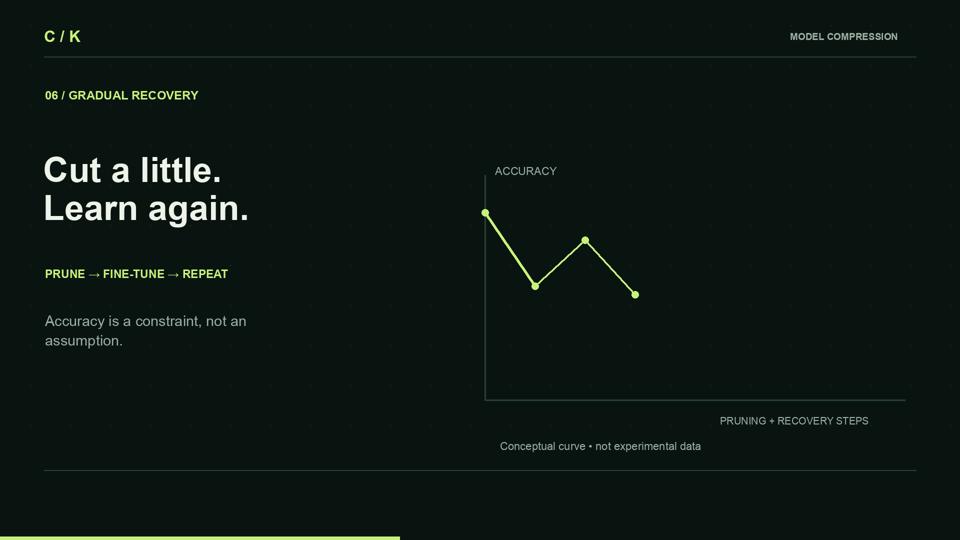 C / K
MODEL COMPRESSION
06 / GRADUAL RECOVERY
Cut a little.
Learn again.
PRUNE → FINE-TUNE → REPEAT
Accuracy is a constraint, not an
assumption.
ACCURACY
PRUNING + RECOVERY STEPS
Conceptual curve • not experimental data